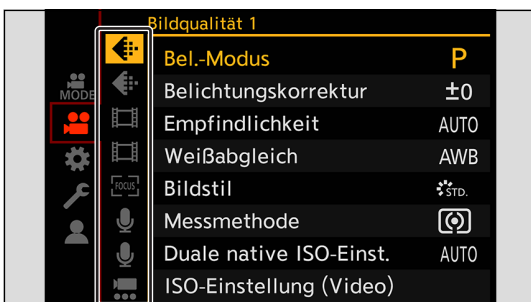 Bildqualität 1
Bel.-Modus P
MODE
Belichtungskorrektur ±0
Empfindlichkeit AUTO
Weißabgleich AWB
FOCUS
Bildstil STD.
Messmethode
Duale native ISO-Einst. AUTO
ISO-Einstellung (Video)